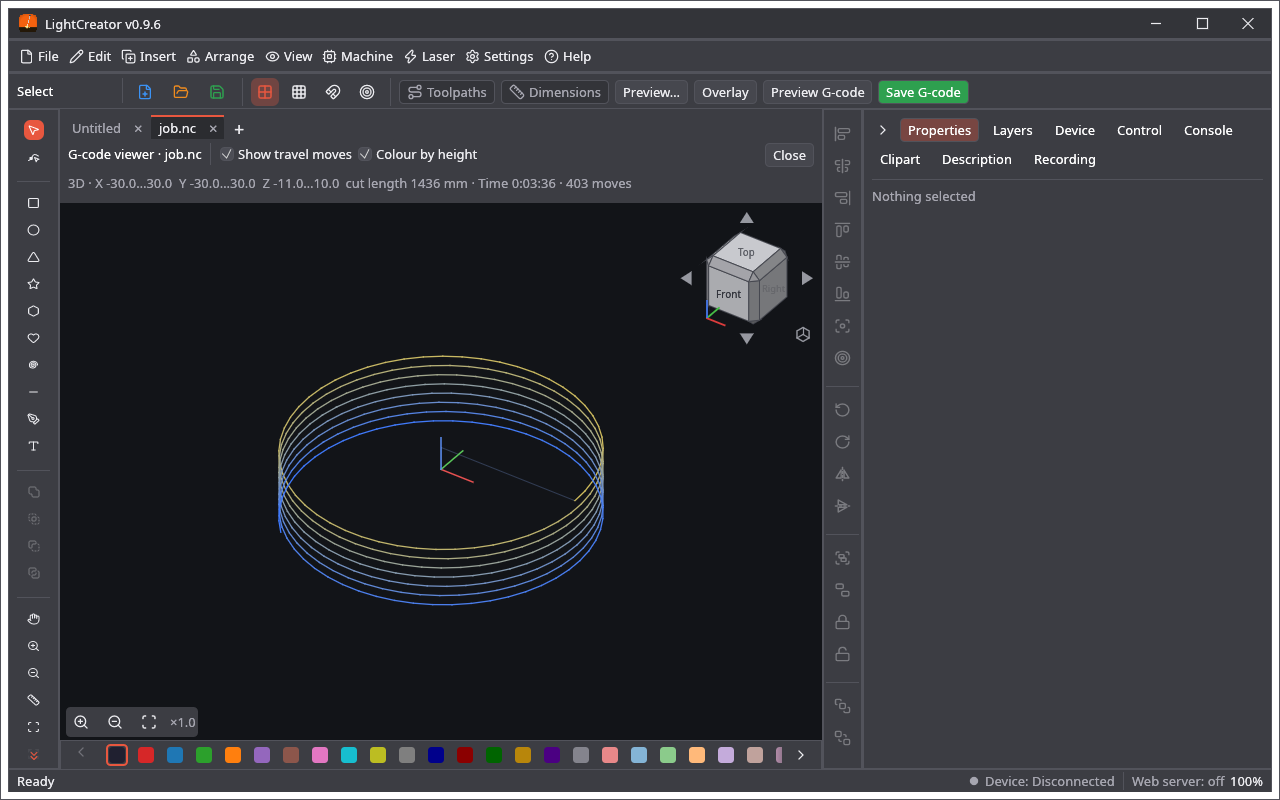 LightCreator v0.9.6
File Edit Insert Arrange View Machine Laser Settings Help
Select Toolpaths Dimensions Preview... Overlay Preview G-code Save G-code
Untitled × job.nc × +
G-code viewer · job.nc Show travel moves Colour by height Close
3D · X -30.0...30.0 Y -30.0...30.0 Z -11.0...10.0 cut length 1436 mm · Time 0:03:36 · 403 moves
Top
Front Right
×1.0
Properties Layers Device Control Console
Clipart Description Recording
Nothing selected
Ready Device: Disconnected Web server: off 100%